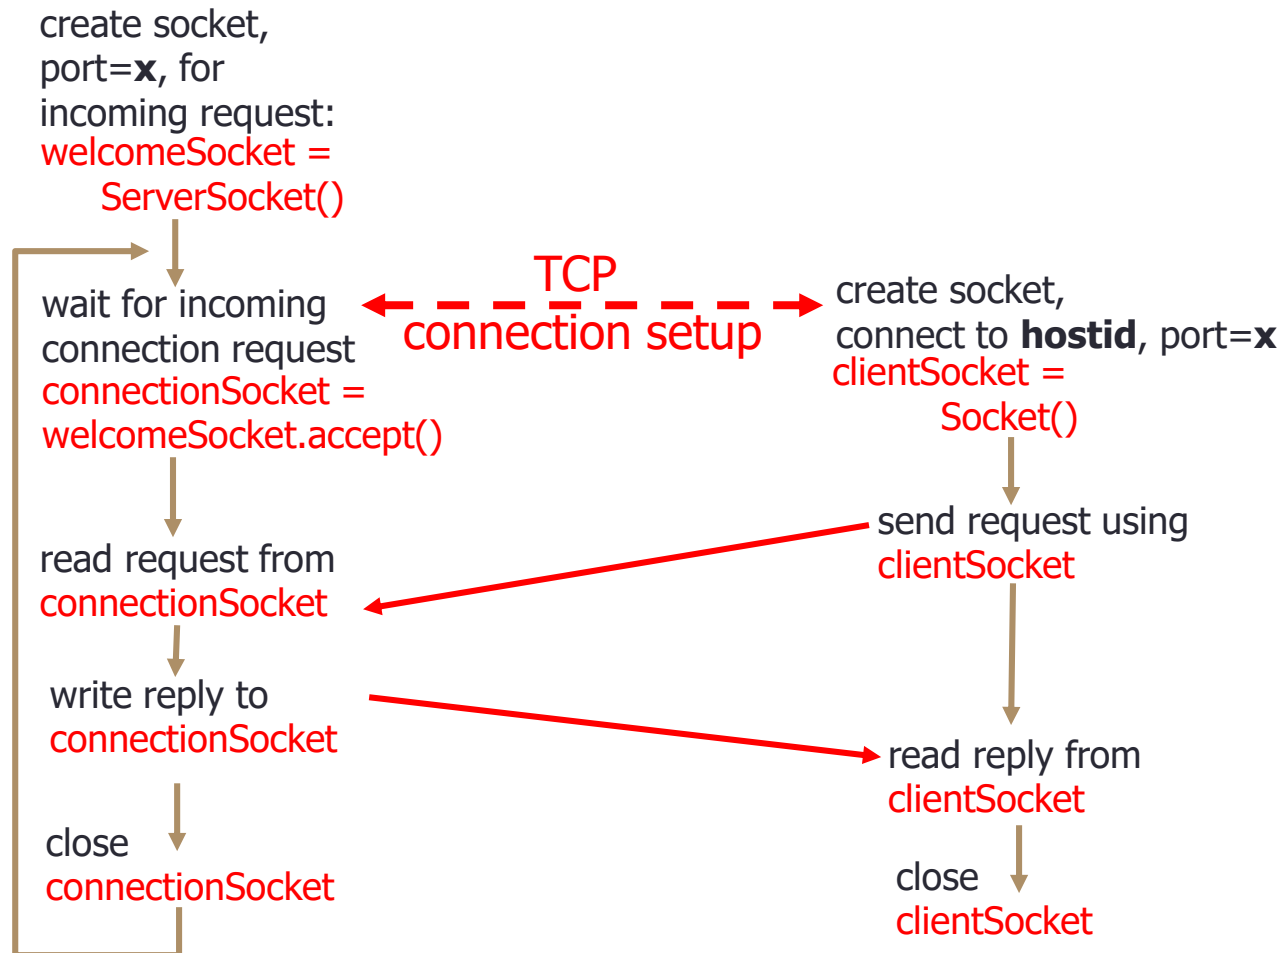 create socket,
port=x, for
incoming request:
welcomeSocket =
ServerSocket()
wait for incoming
connection request
connectionSocket =
welcomeSocket.accept()
read request from
connectionSocket
write reply to
connectionSocket
close
connectionSocket
TCP
connection setup
create socket,
connect to hostid, port=x
clientSocket =
Socket()
send request using
clientSocket
read reply from
clientSocket
close
clientSocket